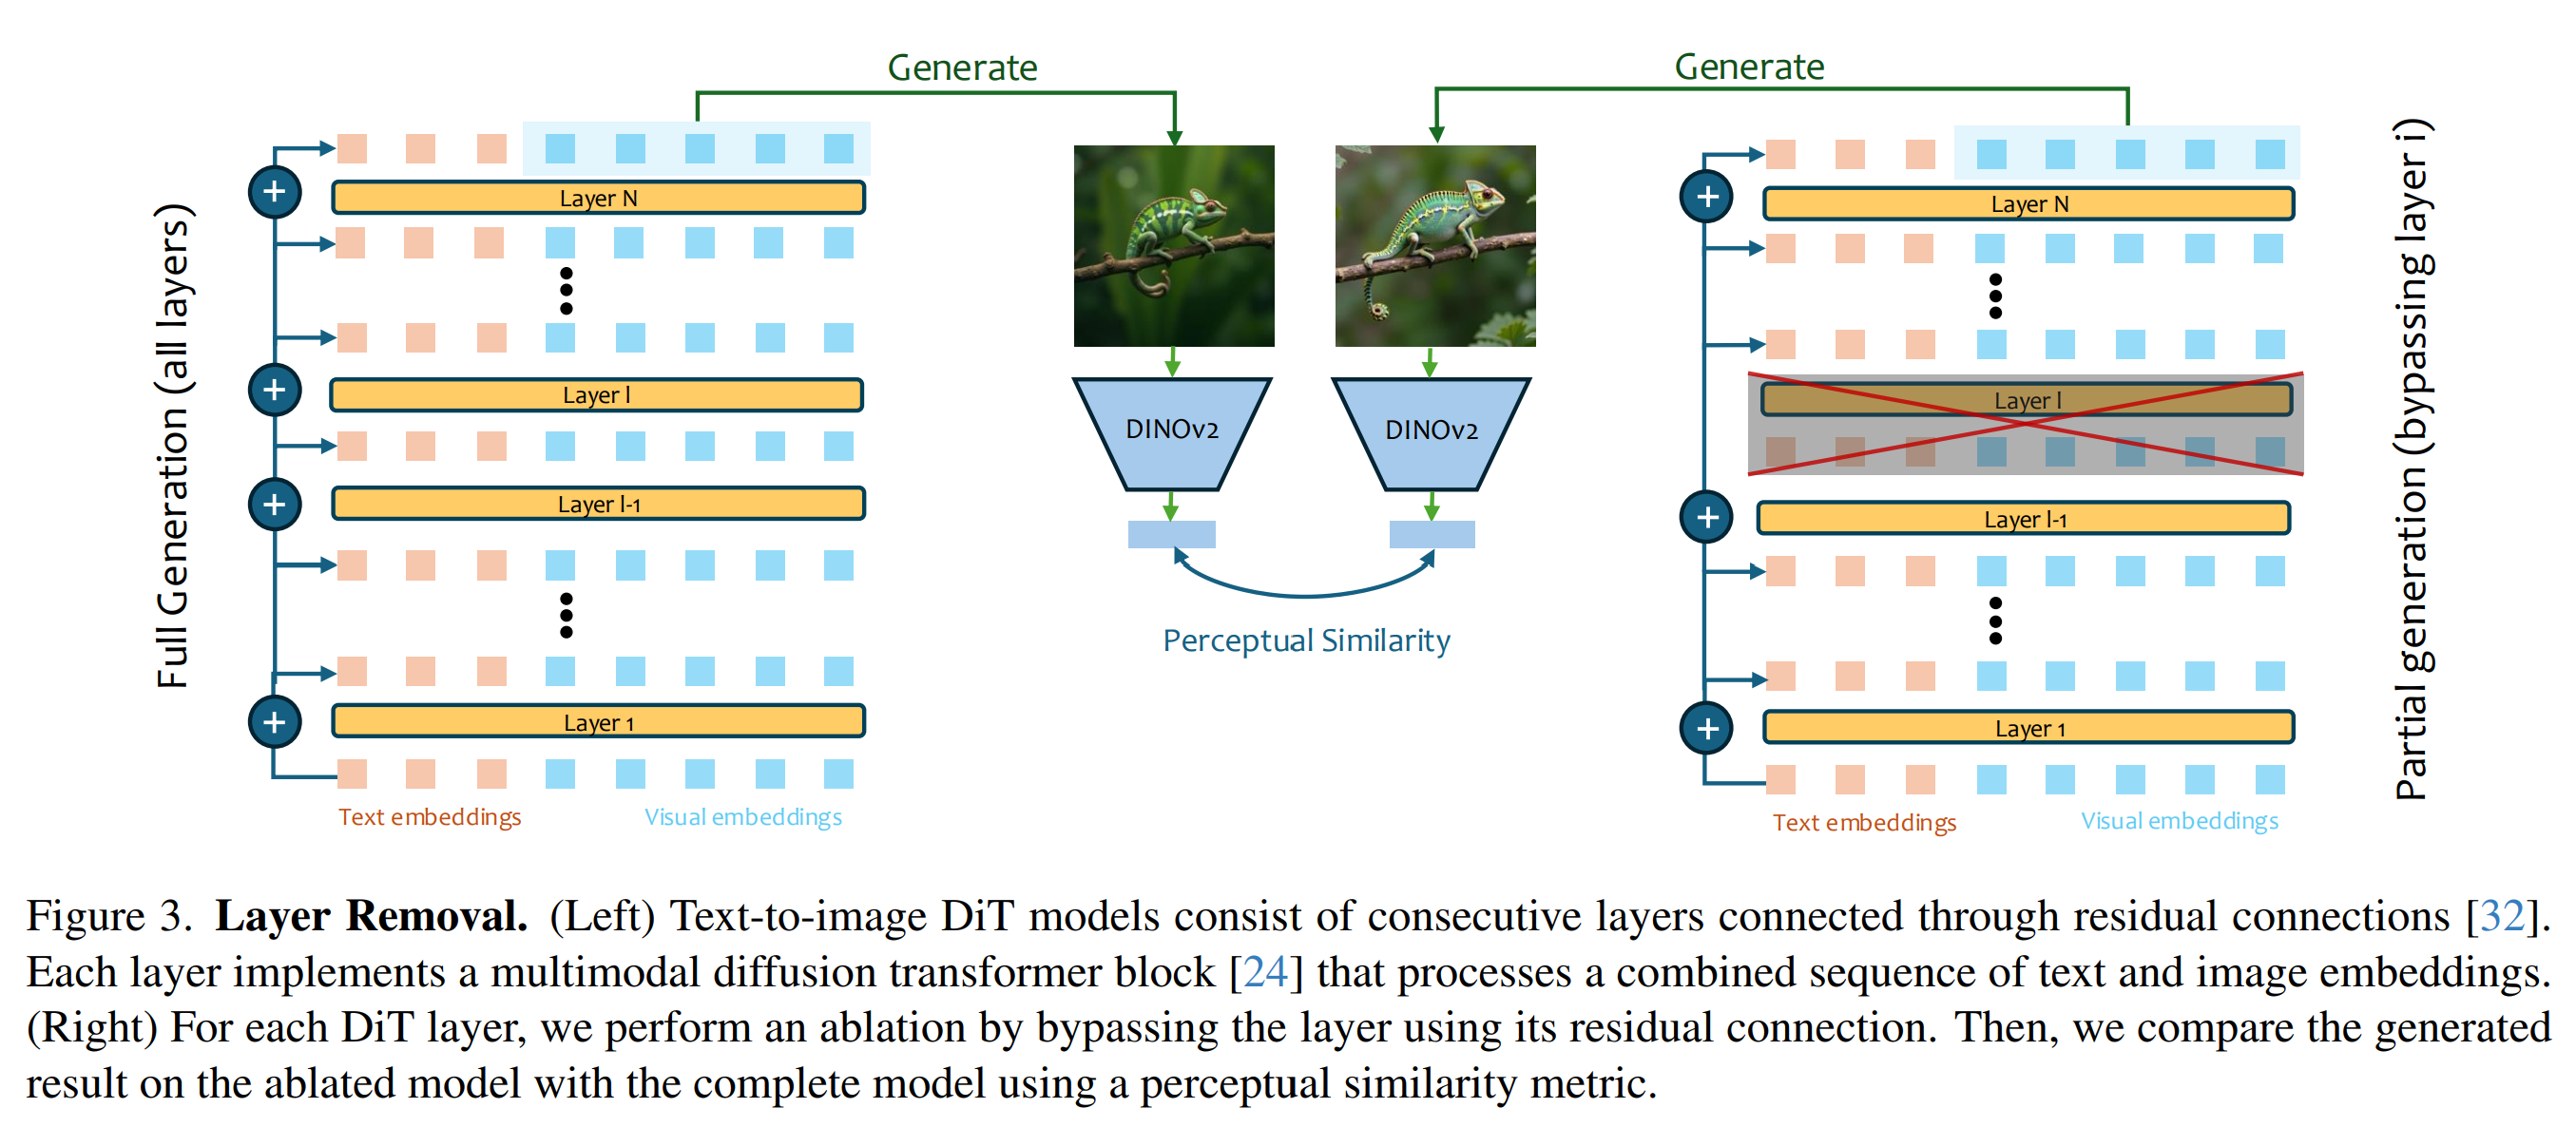 Generate
Generate
Full Generation (all layers)
Layer N
Layer l
Layer l-1
Layer 1
Text embeddings
Visual embeddings
DINOv2
DINOv2
Perceptual Similarity
Layer N
Layer l
Layer l-1
Layer 1
Text embeddings
Visual embeddings
Partial generation (bypassing layer i)
Figure 3. Layer Removal. (Left) Text-to-image DiT models consist of consecutive layers connected through residual connections [32].
Each layer implements a multimodal diffusion transformer block [24] that processes a combined sequence of text and image embeddings.
(Right) For each DiT layer, we perform an ablation by bypassing the layer using its residual connection. Then, we compare the generated
result on the ablated model with the complete model using a perceptual similarity metric.